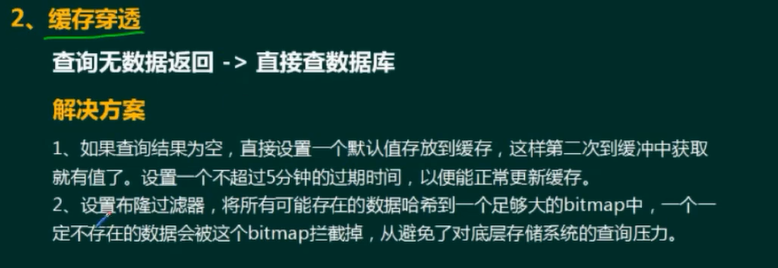 2、缓存穿透
查询无数据返回 -> 直接查数据库
解决方案
1、如果查询结果为空，直接设置一个默认值存放到缓存，这样第二次到缓冲中获取
就有值了。设置一个不超过5分钟的过期时间，以便能正常更新缓存。
2、设置布隆过滤器，将所有可能存在的数据哈希到一个足够大的bitmap中，一个一
定不存在的数据会被这个bitmap拦截掉，从避免了对底层存储系统的查询压力。